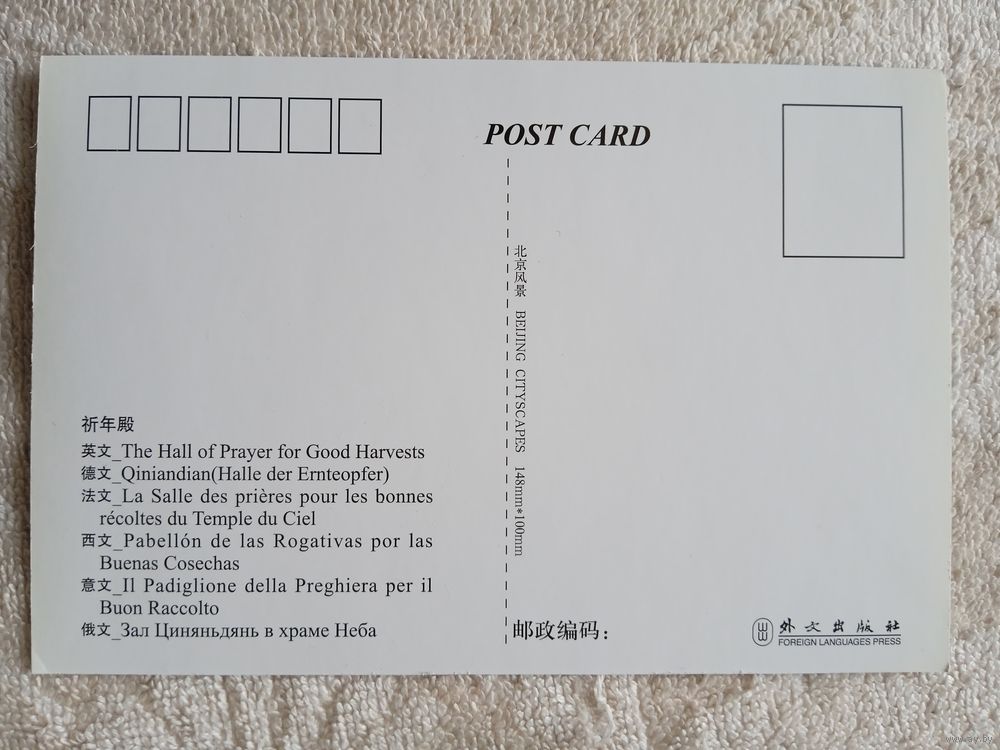 POST CARD
北京风景 BEIJING CITYSCAPES 148mm*100mm
祈年殿
英文_The Hall of Prayer for Good Harvests
德文_Qiniandian(Halle der Ernteopfer)
法文_La Salle des prières pour les bonnes
récoltes du Temple du Ciel
西文_Pabellón de las Rogativas por las
Buenas Cosechas
意文_Il Padiglione della Preghiera per il
Buon Raccolto
俄文_Зал Циняньдянь в храме Неба
邮政编码：
外文出版社
FOREIGN LANGUAGES PRESS
www.ay.by